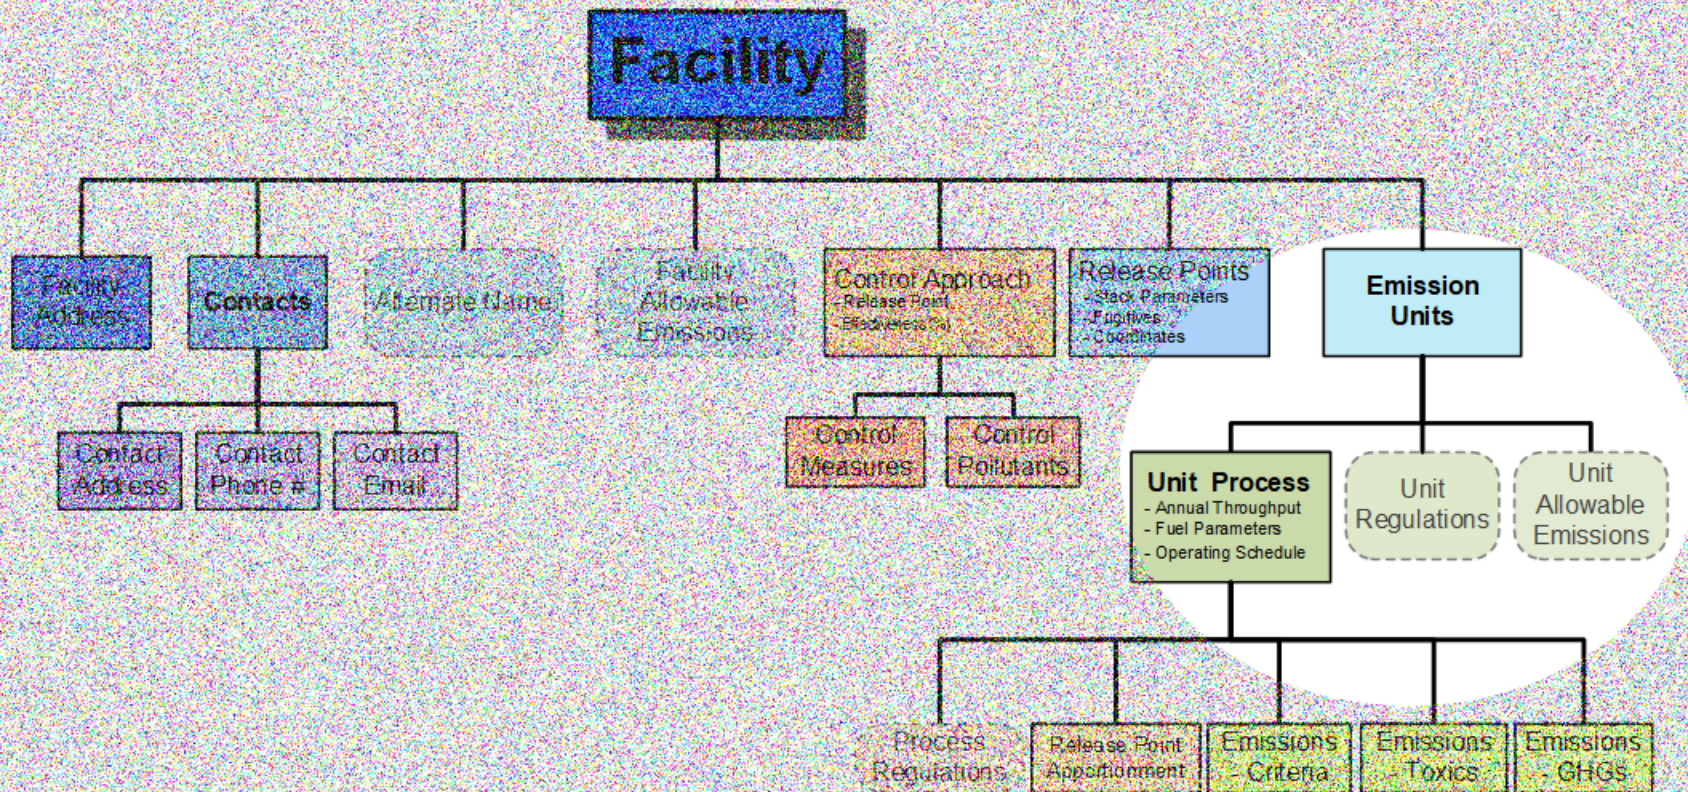 Facility
Facility
Address
Contacts
Alternate Name
Facility
Allowable
Emissions
Control Approach
- Release Point
- Effectiveness (%)
Release Points
- Stack Parameters
- Fugitives
- Coordinates
Emission
Units
Contact
Address
Contact
Phone #
Contact
Email
Control
Measures
Control
Pollutants
Unit Process
- Annual Throughput
- Fuel Parameters
- Operating Schedule
Unit
Regulations
Unit
Allowable
Emissions
Process
Regulations
Release Point
Apportionment
Emissions
- Criteria
Emissions
- Toxics
Emissions
- GHGs